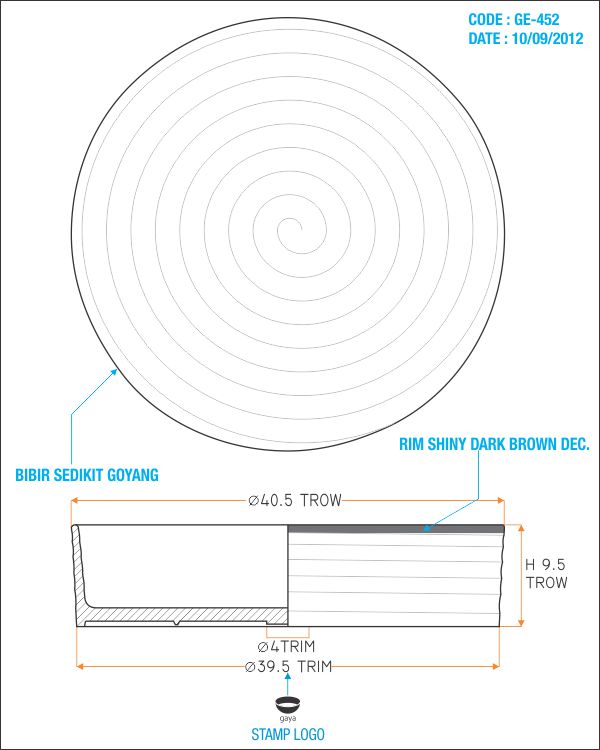 CODE : GE-452
DATE : 10/09/2012
BIBIR SEDIKIT GOYANG
RIM SHINY DARK BROWN DEC.
⌀40.5 TROW
H 9.5
TROW
⌀4TRIM
⌀39.5 TRIM
gaya
STAMP LOGO